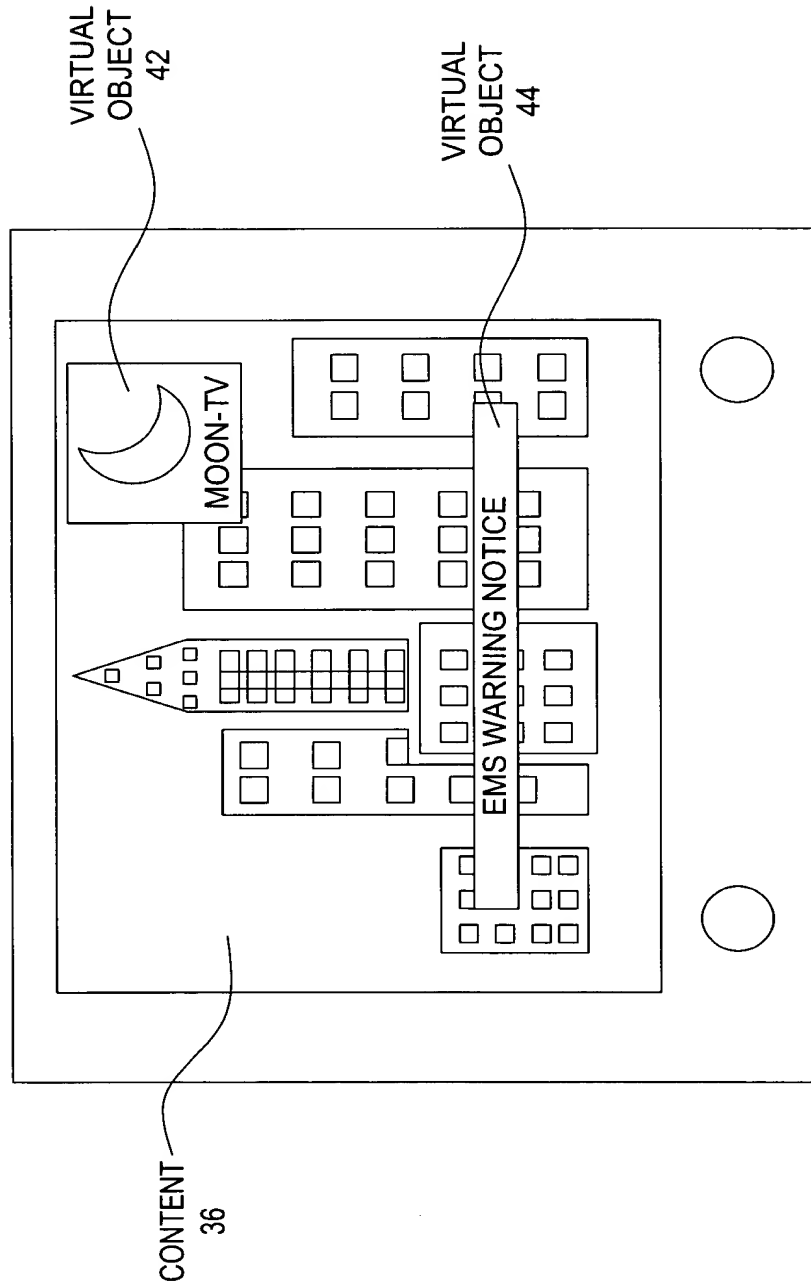 VIRTUAL
OBJECT
42
MOON-TV
VIRTUAL
OBJECT
44
EMS WARNING NOTICE
CONTENT
36